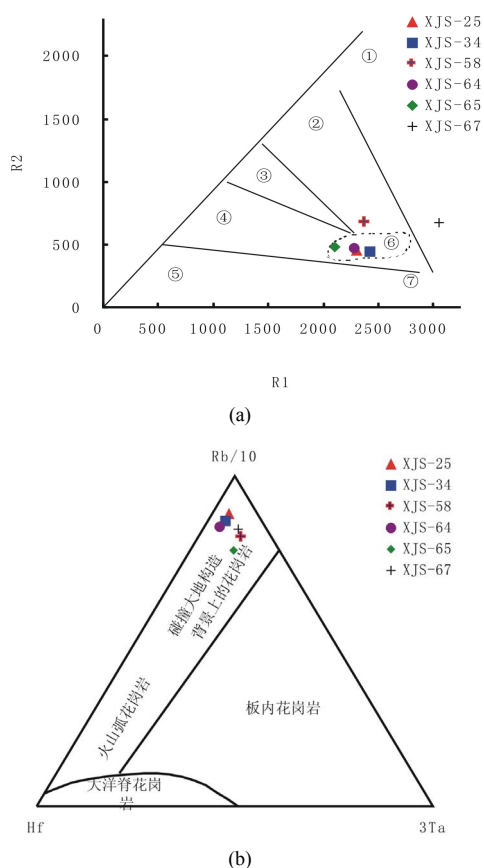 2000
1500
1000
500
0
R2
①
②
③
④
⑤
⑥
⑦
XJS-25
XJS-34
XJS-58
XJS-64
XJS-65
XJS-67
0 500 1000 1500 2000 2500 3000
R1
(a)
Rb/10
XJS-25
XJS-34
XJS-58
XJS-64
XJS-65
XJS-67
碰撞大地构造
背景上的花岗岩
火山弧花岗岩
板内花岗岩
大洋脊花岗
岩
Hf
3Ta
(b)